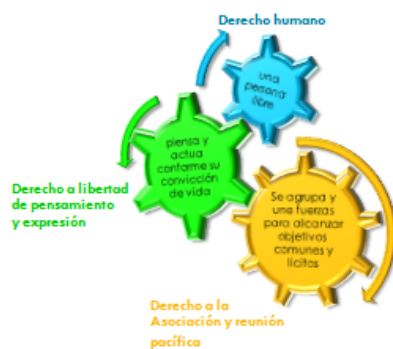 Derecho humano
una
persona
libre
piensa y
actua
conforme su
convicción
de vida
Derecho a libertad
de pensamiento
y expresión
Se agrupa y
une fuerzas
para alcanzar
objetivos
comunes y
lícitos
Derecho a la
Asociación y reunión
pacífica